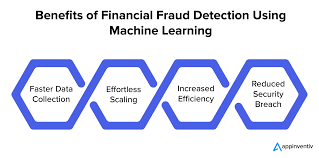 Benefits of Financial Fraud Detection Using
Machine Learning
Faster Data
Collection
Effortless
Scaling
Increased
Efficiency
Reduced
Security
Breach
appinventiv